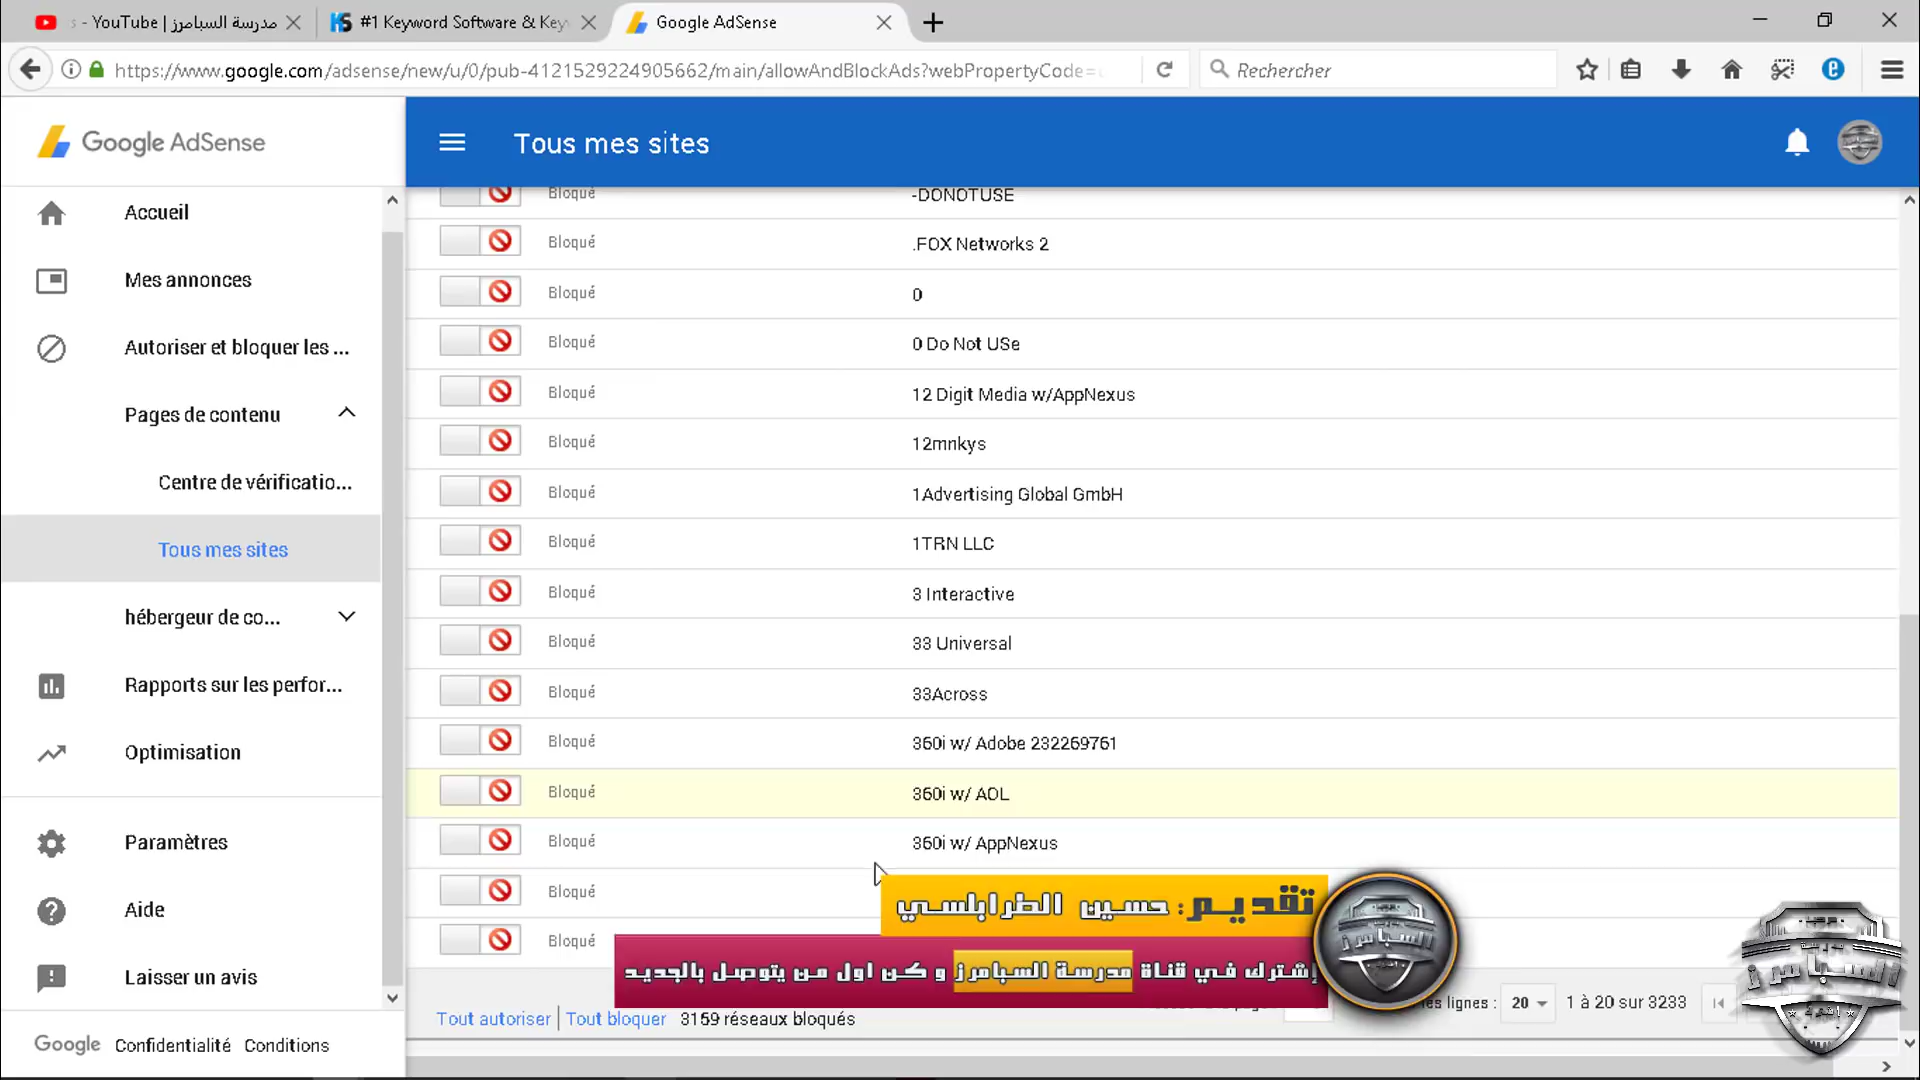 مدرسة السبامرز | YouTube - s
#1 Keyword Software & Key
Google AdSense
https://www.google.com/adsense/new/u/0/pub-4121529224905662/main/allowAndBlockAds?webPropertyCode=
Rechercher
Google AdSense
Tous mes sites
Accueil
Mes annonces
Autoriser et bloquer les ...
Pages de contenu
Centre de vérificatio...
Tous mes sites
hébergeur de co...
Rapports sur les perfor...
Optimisation
Paramètres
Aide
Laisser un avis
Google Confidentialité Conditions
Bloqué -DONOTUSE
Bloqué .FOX Networks 2
Bloqué 0
Bloqué 0 Do Not USe
Bloqué 12 Digit Media w/AppNexus
Bloqué 12mnkys
Bloqué 1Advertising Global GmbH
Bloqué 1TRN LLC
Bloqué 3 Interactive
Bloqué 33 Universal
Bloqué 33Across
Bloqué 360i w/ Adobe 232269761
Bloqué 360i w/ AOL
Bloqué 360i w/ AppNexus
Bloqué
Bloqué
تقديم: حسين الطرابلسي
إشترك في قناة مدرسة السبامرز و كن اول من يتوصل بالجديد
السبامرز
السبامرز
lignes : 20 1 à 20 sur 3233
Tout autoriser Tout bloquer 3159 réseaux bloqués